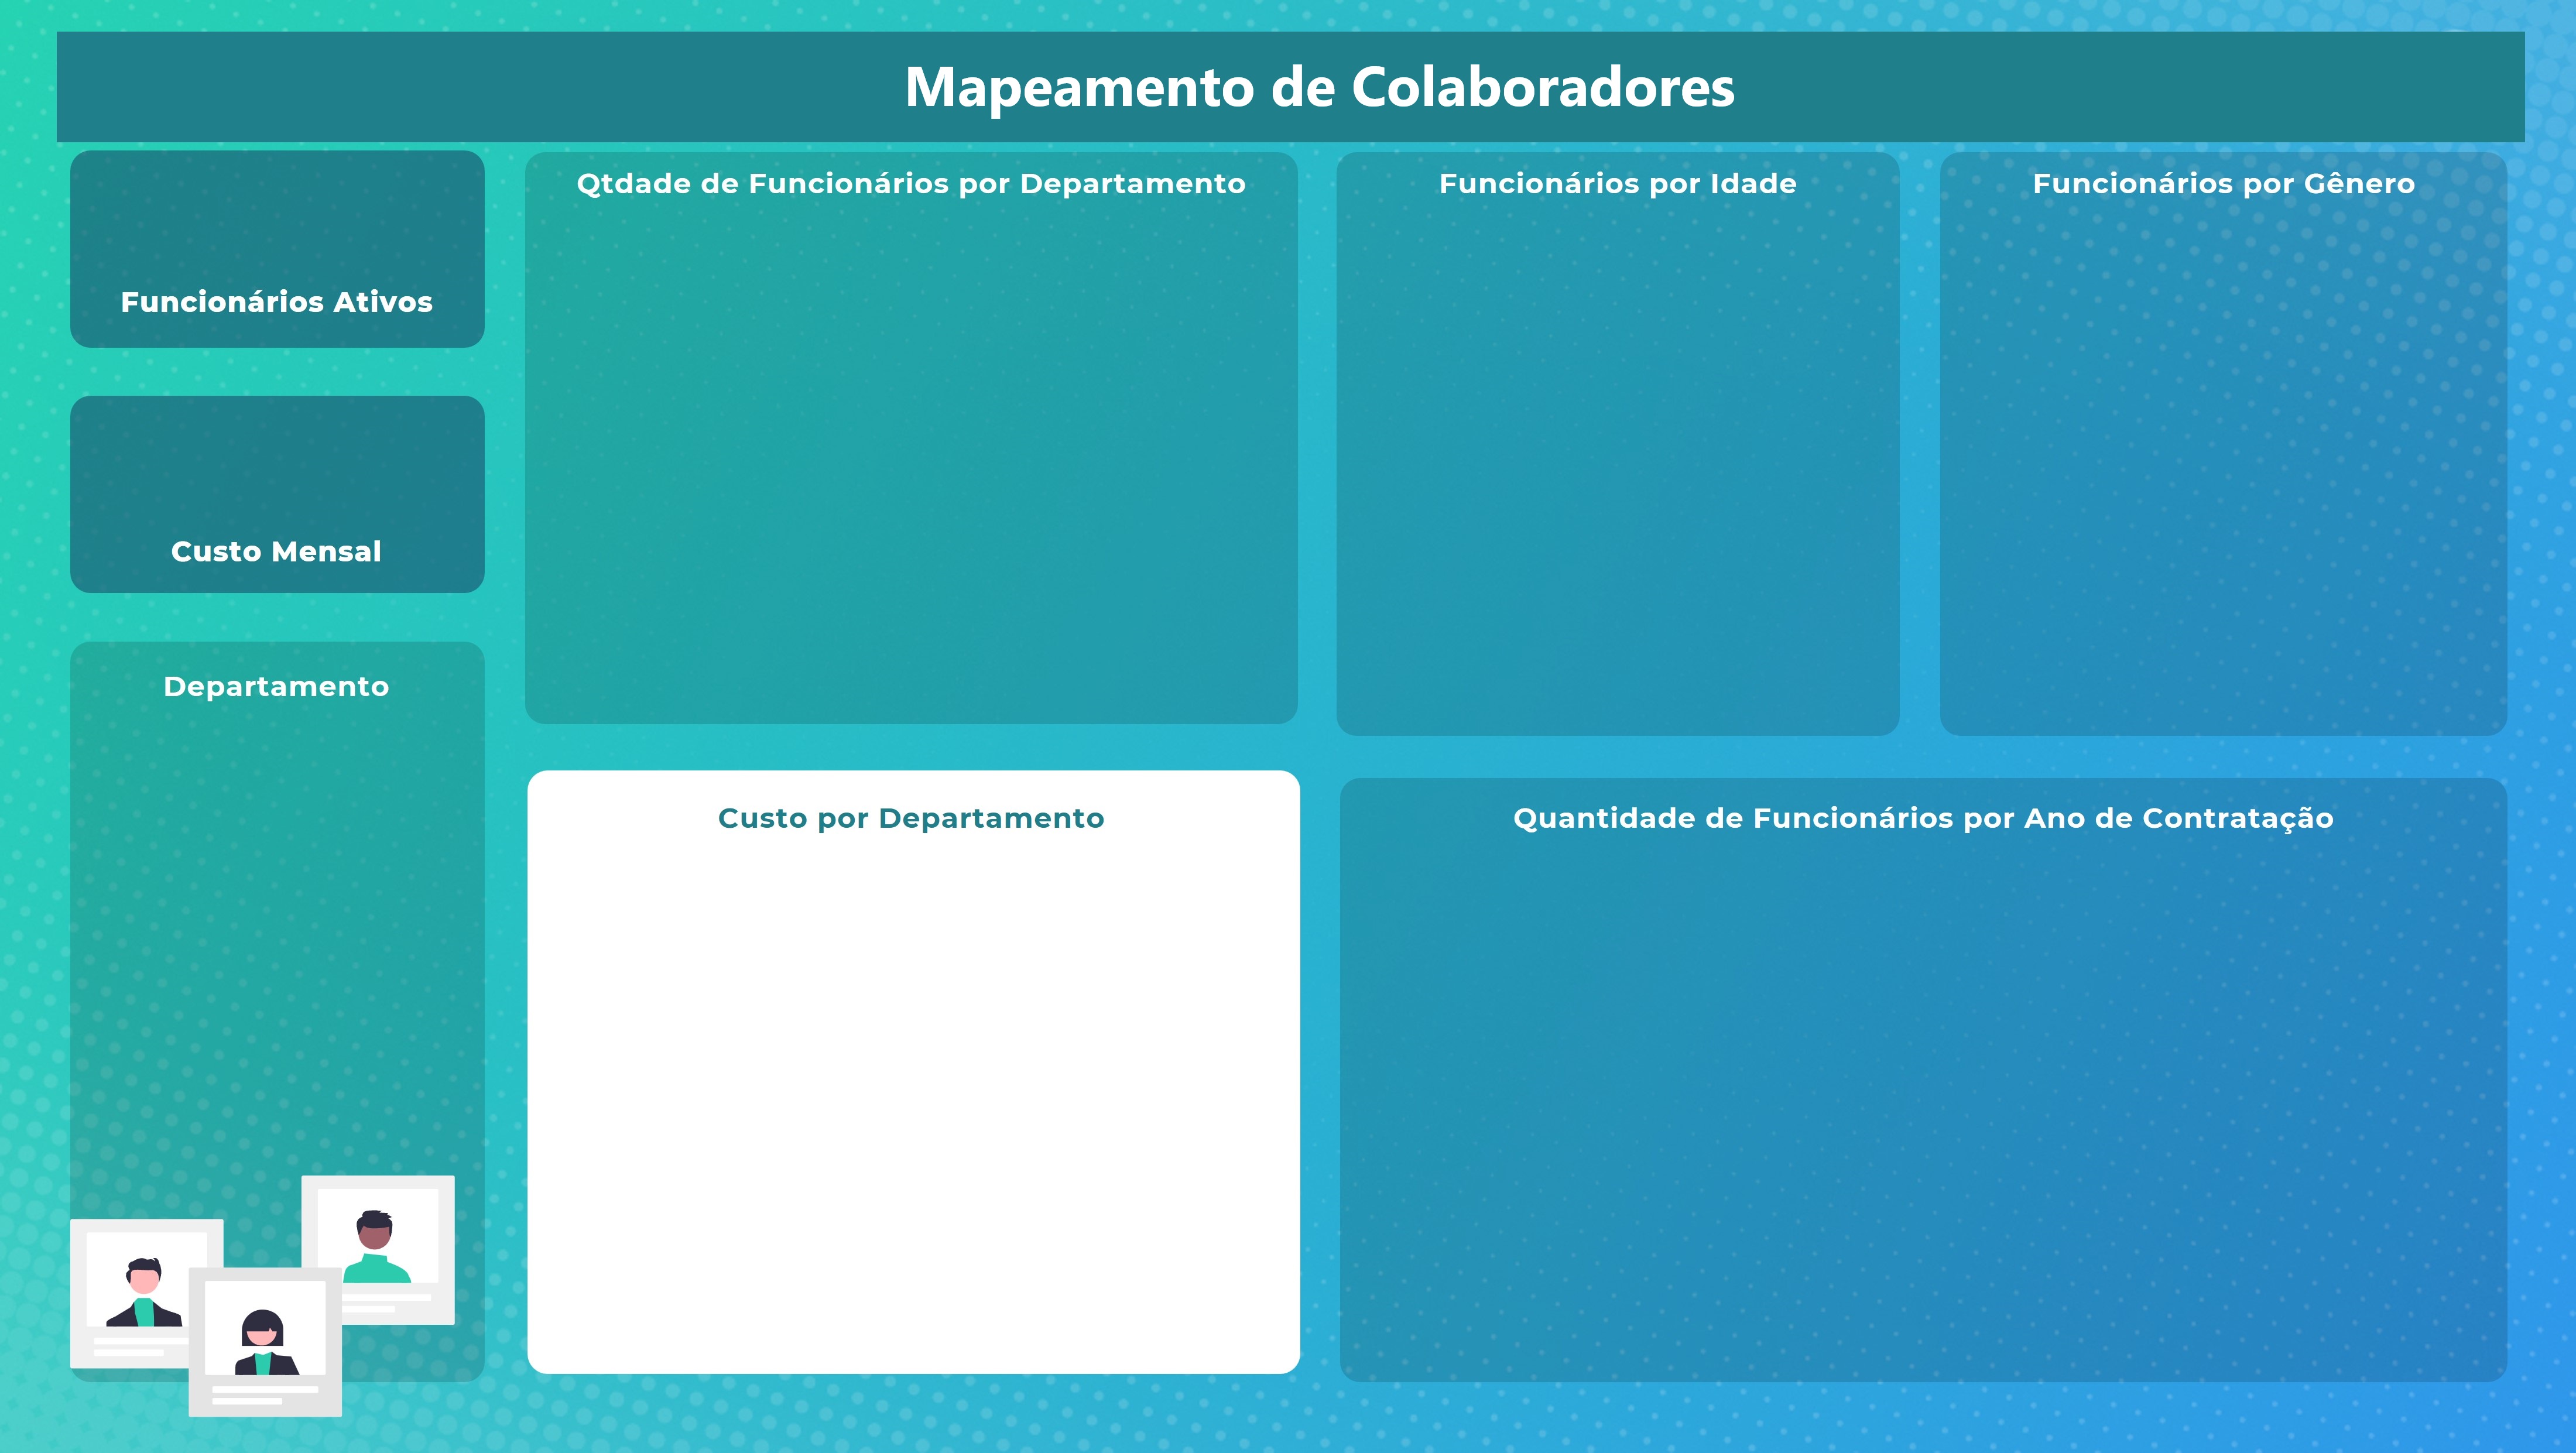 Mapeamento de Colaboradores
Qtdade de Funcionários por Departamento
Funcionários por Idade
Funcionários por Gênero
Funcionários Ativos
Custo Mensal
Departamento
Custo por Departamento
Quantidade de Funcionários por Ano de Contratação